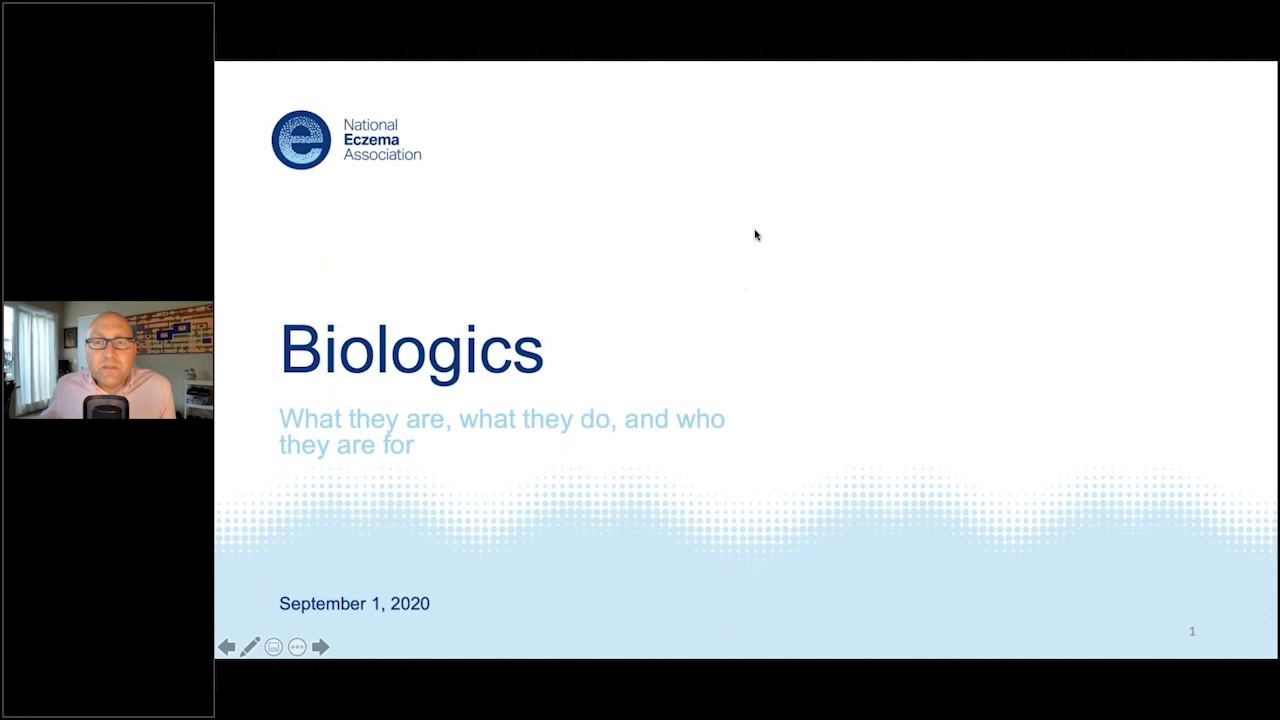 National
Eczema
Association
Biologics
What they are, what they do, and who
they are for
September 1, 2020
1